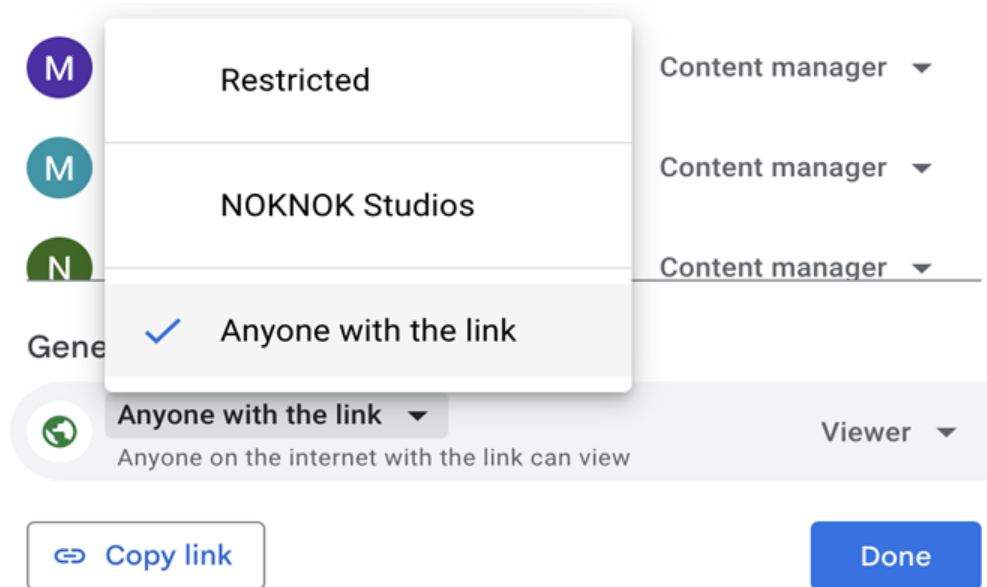 M
Restricted
Content manager
M
NOKNOK Studios
Content manager
N
Content manager
Anyone with the link
Gene
Anyone with the link
Anyone on the internet with the link can view
Viewer
Copy link
Done